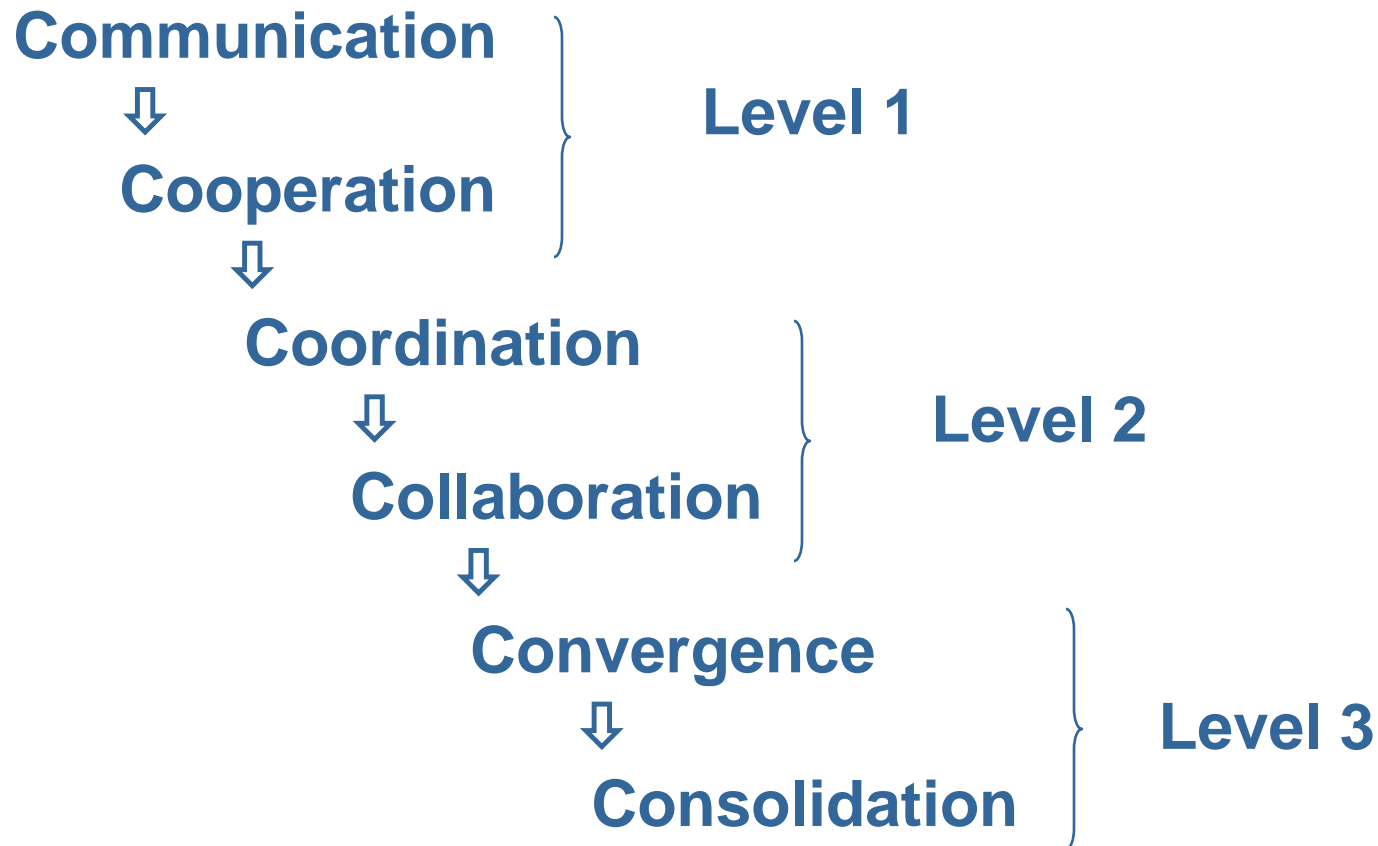 Communication
Level 1
Cooperation
Coordination
Level 2
Collaboration
Convergence
Level 3
Consolidation